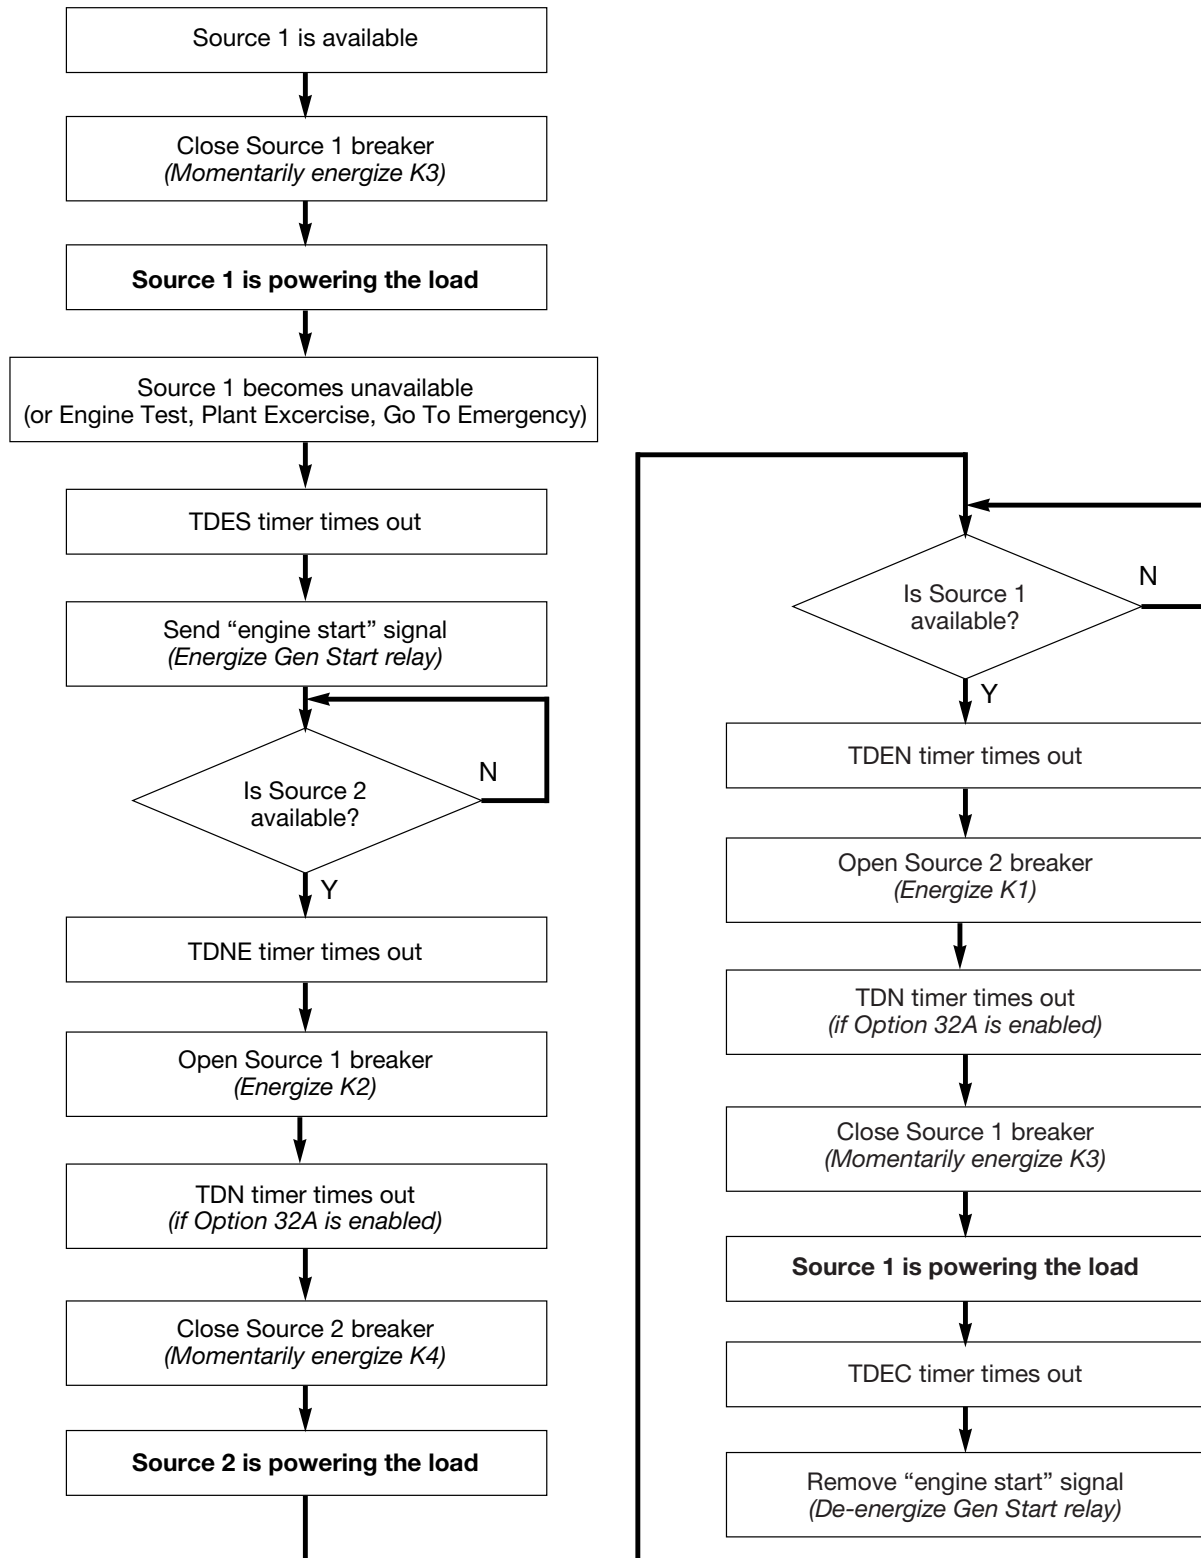 Source 1 is available
Close Source 1 breaker
(Momentarily energize K3)
Source 1 is powering the load
Source 1 becomes unavailable
(or Engine Test, Plant Excercise, Go To Emergency)
TDES timer times out
Send “engine start” signal
(Energize Gen Start relay)
Is Source 2
available?
N
Y
TDNE timer times out
Open Source 1 breaker
(Energize K2)
TDN timer times out
(if Option 32A is enabled)
Close Source 2 breaker
(Momentarily energize K4)
Source 2 is powering the load
Is Source 1
available?
N
Y
TDEN timer times out
Open Source 2 breaker
(Energize K1)
TDN timer times out
(if Option 32A is enabled)
Close Source 1 breaker
(Momentarily energize K3)
Source 1 is powering the load
TDEC timer times out
Remove “engine start” signal
(De-energize Gen Start relay)